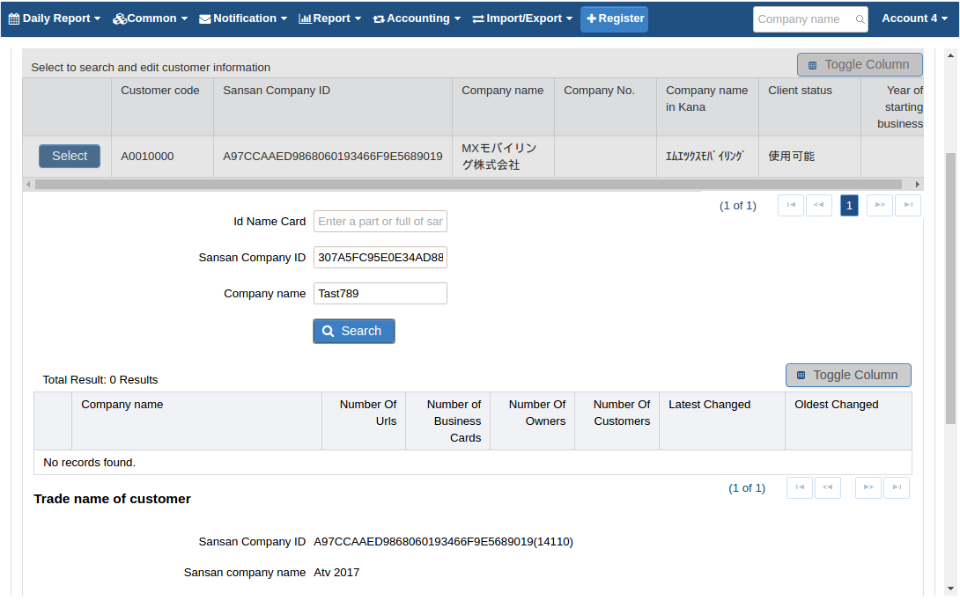 Daily Report Common Notification Report Accounting Import/Export Register Company name Account 4
Select to search and edit customer information Toggle Column
Customer code Sansan Company ID Company name Company No. Company name in Kana Client status Year of starting business
Select A0010000 A97CCAAED9868060193466F9E5689019 MXモバイリング株式会社 ｴﾑｴｯｸｽﾓﾊﾞｲﾘﾝｸﾞ 使用可能
(1 of 1) 1
Id Name Card Enter a part or full of sar
Sansan Company ID 307A5FC95E0E34AD88
Company name Tast789
Search
Total Result: 0 Results Toggle Column
Company name Number Of Urls Number of Business Cards Number Of Owners Number Of Customers Latest Changed Oldest Changed
No records found.
(1 of 1)
Trade name of customer
Sansan Company ID A97CCAAED9868060193466F9E5689019(14110)
Sansan company name Atv 2017